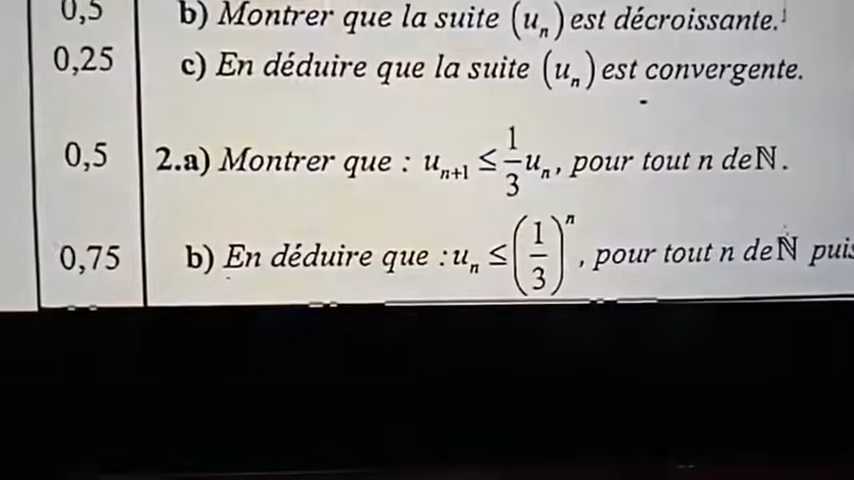 0,5 b) Montrer que la suite (uₙ) est décroissante.
0,25 c) En déduire que la suite (uₙ) est convergente.
0,5 2.a) Montrer que : uₙ₊₁ ≤ 1/3 uₙ, pour tout n de ℕ.
0,75 b) En déduire que : uₙ ≤ (1/3)ⁿ, pour tout n de ℕ puis